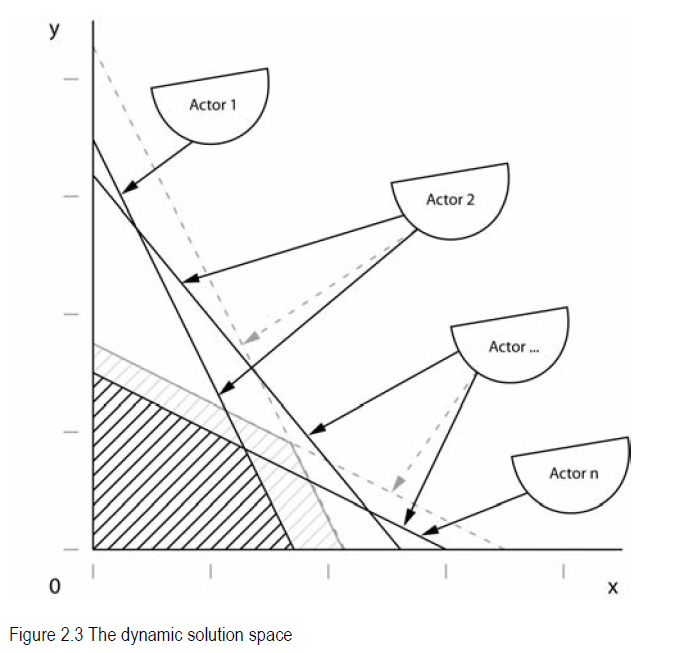 y
Actor 1
Actor 2
Actor ...
Actor n
0
x
Figure 2.3 The dynamic solution space